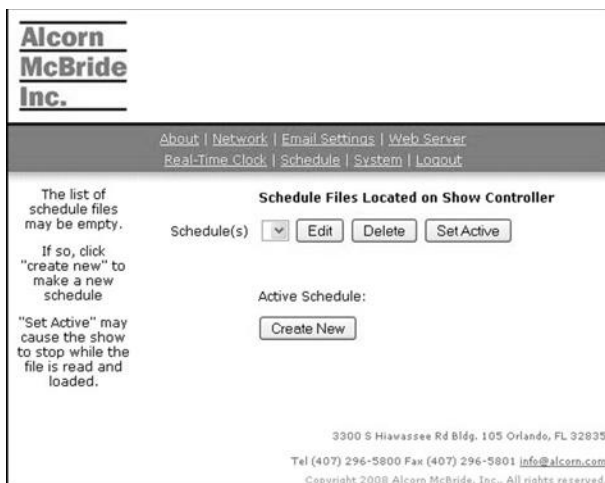 Alcorn
McBride
Inc.
About | Network | Email Settings | Web Server
Real-Time Clock | Schedule | System | Logout
The list of
schedule files
may be empty.
If so, click
"create new" to
make a new
schedule
"Set Active" may
cause the show
to stop while the
file is read and
loaded.
Schedule Files Located on Show Controller
Schedule(s) Edit Delete Set Active
Active Schedule:
Create New
3300 S Hiawassee Rd Bldg. 105 Orlando, FL 32835
Tel (407) 296-5800 Fax (407) 296-5801 info@alcorn.com
Copyright 2008 Alcorn McBride, Inc., All rights reserved.